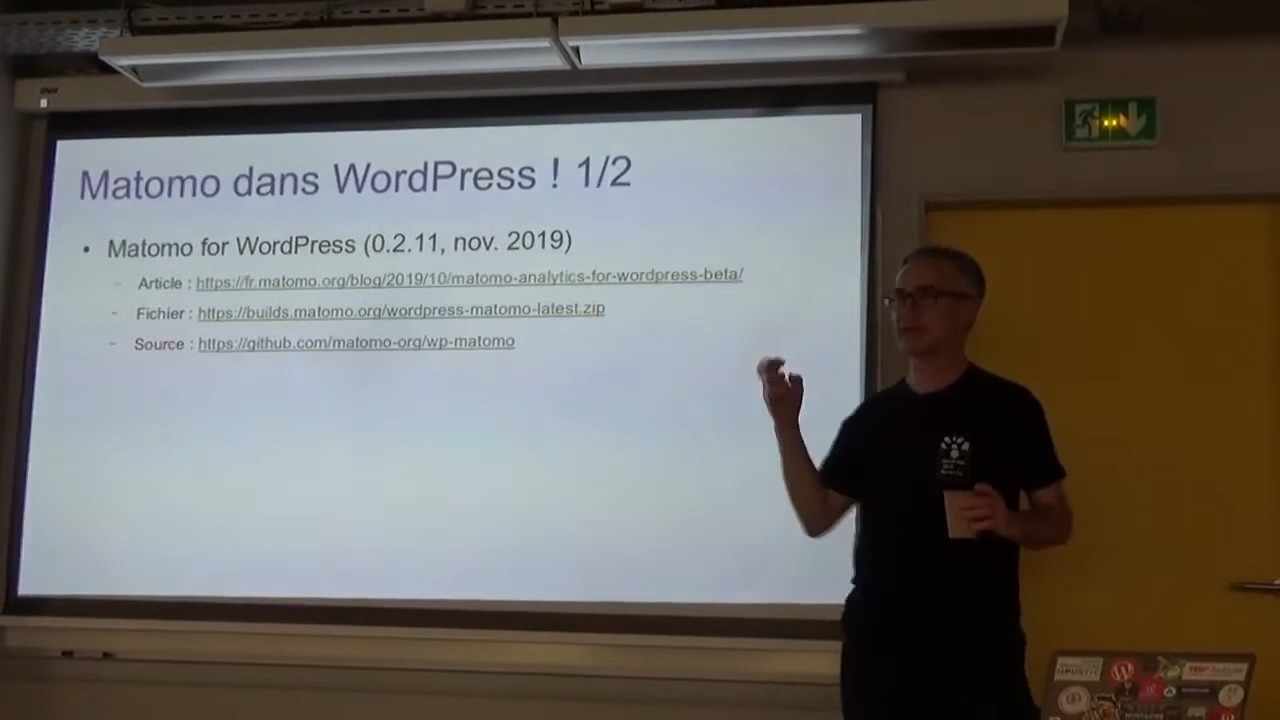 Matomo dans WordPress ! 1/2
• Matomo for WordPress (0.2.11, nov. 2019)
- Article : https://fr.matomo.org/blog/2019/10/matomo-analytics-for-wordpress-beta/
- Fichier : https://builds.matomo.org/wordpress-matomo-latest.zip
- Source : https://github.com/matomo-org/wp-matomo